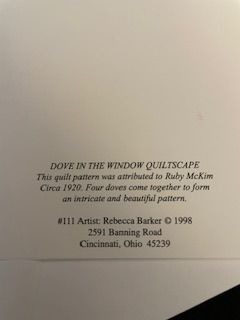 DOVE IN THE WINDOW QUILTSCAPE
This quilt pattern was attributed to Ruby McKim
Circa 1920. Four doves come together to form
an intricate and beautiful pattern.
#111 Artist: Rebecca Barker © 1998
2591 Banning Road
Cincinnati, Ohio 45239